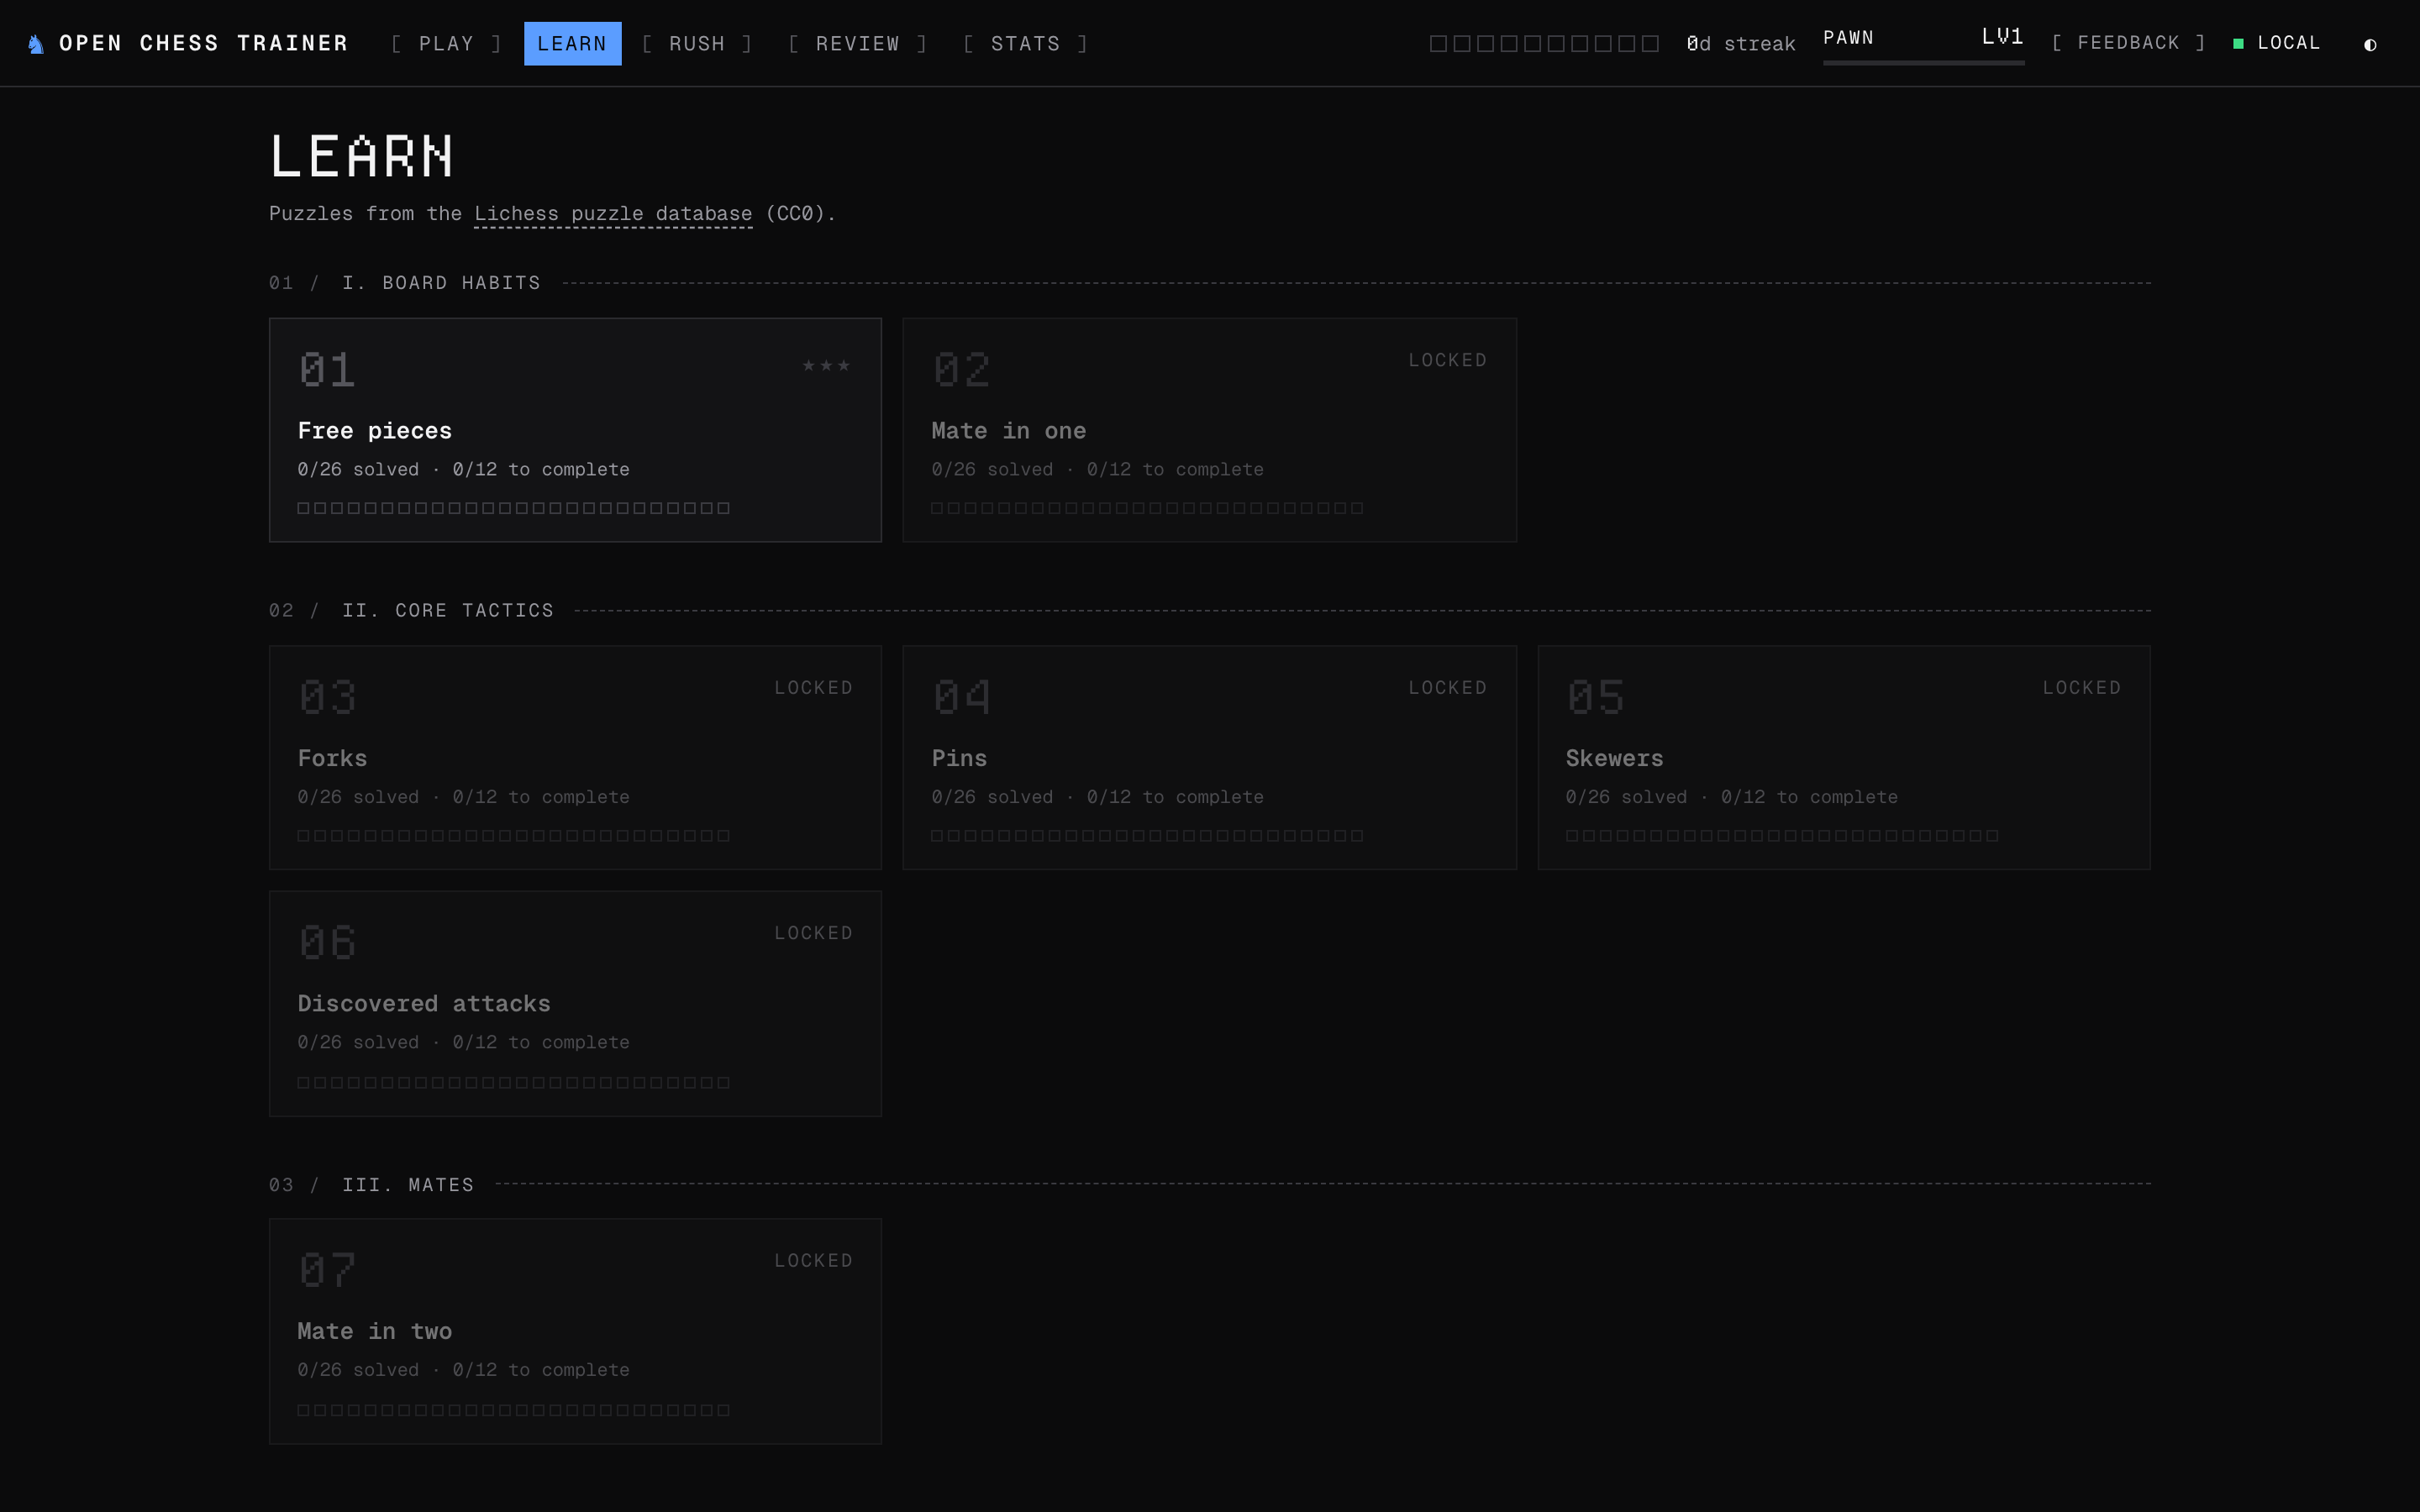 ♞ OPEN CHESS TRAINER [ PLAY ] LEARN [ RUSH ] [ REVIEW ] [ STATS ] 0d streak PAWN LV1 [ FEEDBACK ] LOCAL
LEARN
Puzzles from the Lichess puzzle database (CC0).
01 / I. BOARD HABITS
01 ★★★
Free pieces
0/26 solved · 0/12 to complete
02 LOCKED
Mate in one
0/26 solved · 0/12 to complete
02 / II. CORE TACTICS
03 LOCKED
Forks
0/26 solved · 0/12 to complete
04 LOCKED
Pins
0/26 solved · 0/12 to complete
05 LOCKED
Skewers
0/26 solved · 0/12 to complete
06 LOCKED
Discovered attacks
0/26 solved · 0/12 to complete
03 / III. MATES
07 LOCKED
Mate in two
0/26 solved · 0/12 to complete